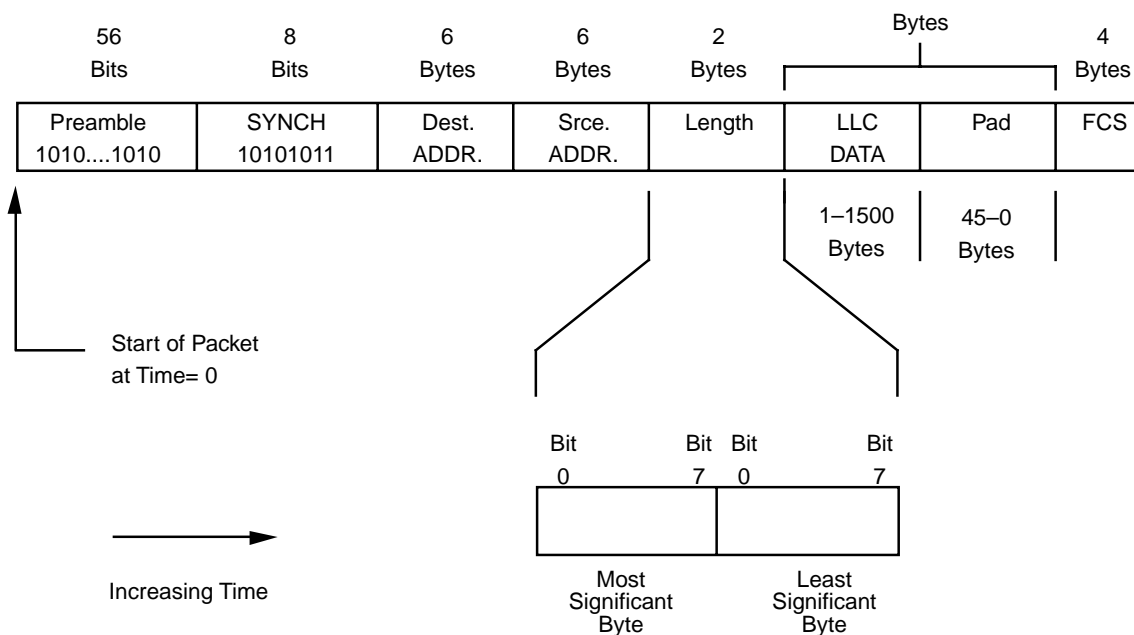 Bytes
56 8 6 6 2 4
Bits Bits Bytes Bytes Bytes Bytes
Preamble SYNCH Dest. Srce. Length LLC Pad FCS
1010....1010 10101011 ADDR. ADDR. DATA
1–1500 45–0
Bytes Bytes
Start of Packet
at Time= 0
Bit Bit Bit Bit
0 7 0 7
Increasing Time
Most Least
Significant Significant
Byte Byte